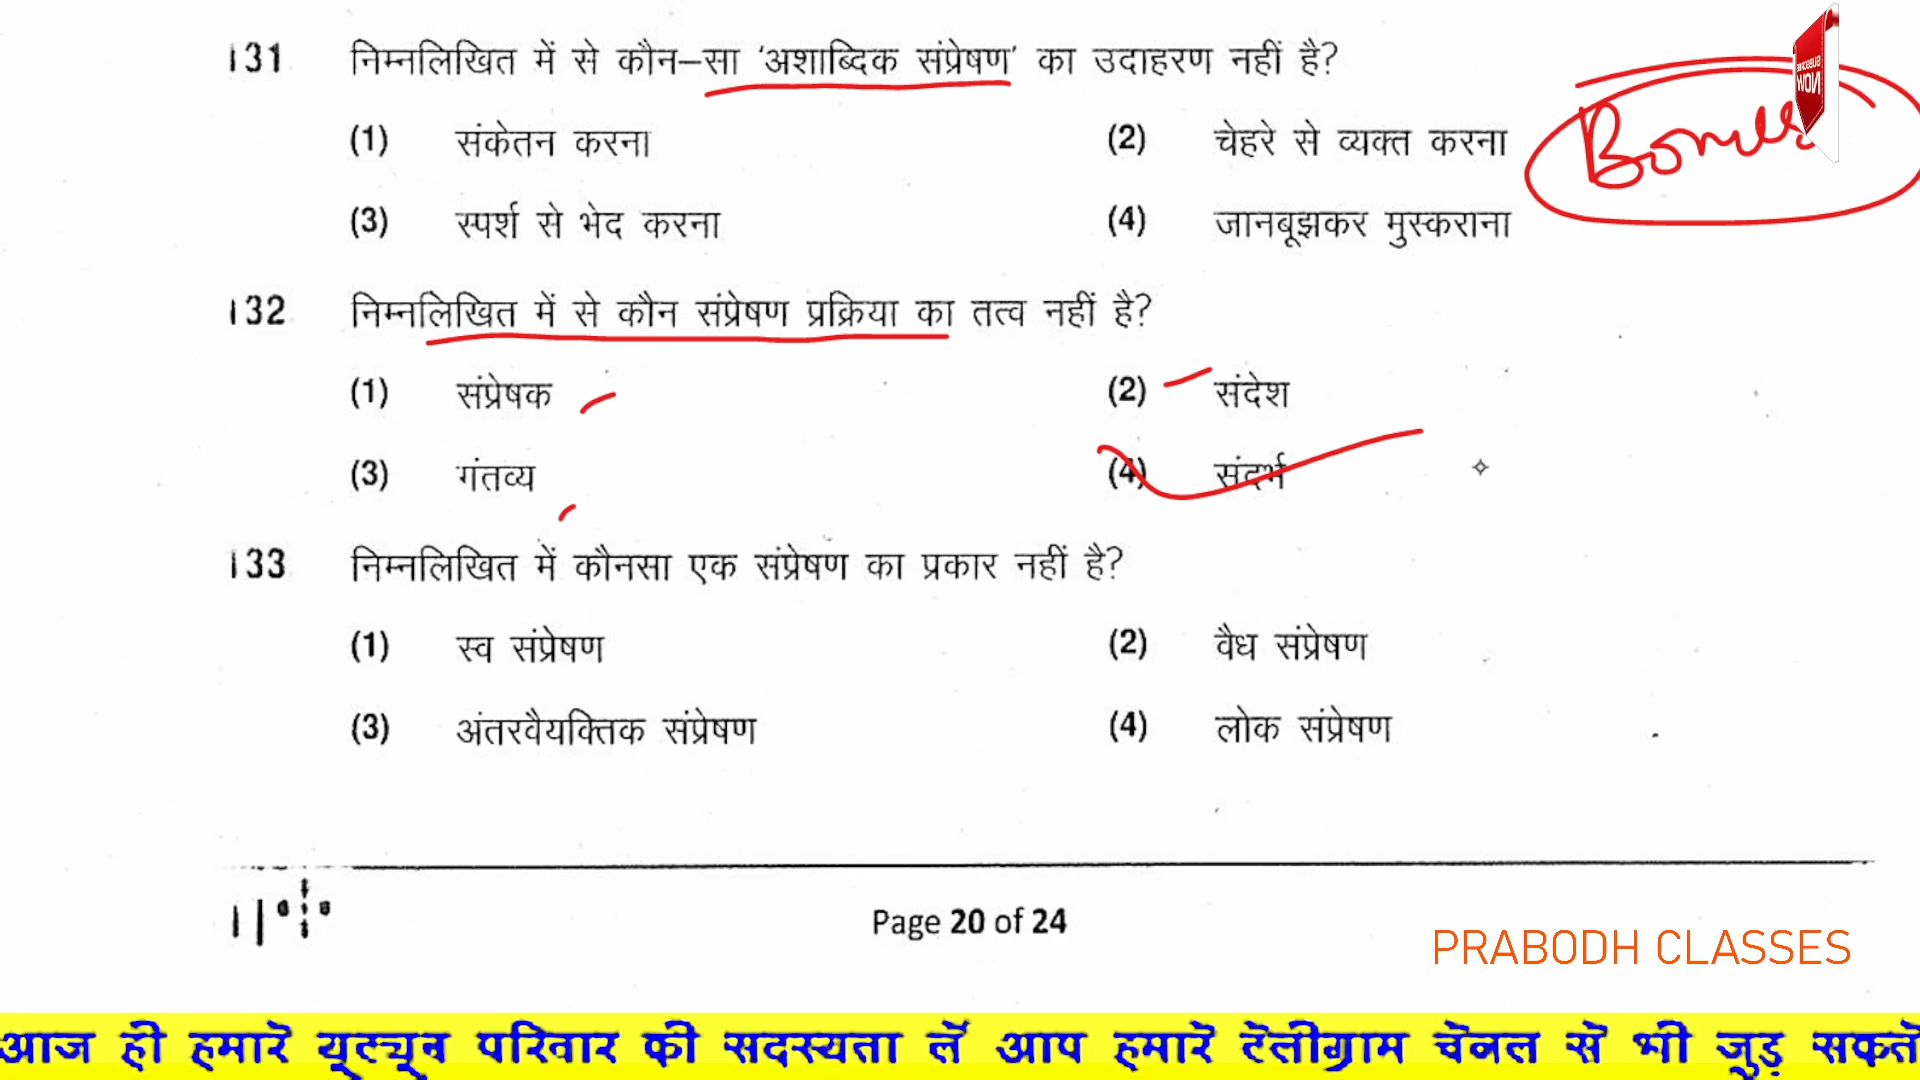 131 निम्नलिखित में से कौन–सा 'अशाब्दिक संप्रेषण' का उदाहरण नहीं है?
(1) संकेतन करना (2) चेहरे से व्यक्त करना
Bonus
SUBSCRIBE NOW
(3) स्पर्श से भेद करना (4) जानबूझकर मुस्कराना
132 निम्नलिखित में से कौन संप्रेषण प्रक्रिया का तत्व नहीं है?
(1) संप्रेषक (2) संदेश
(3) गंतव्य (4) संदर्भ
133 निम्नलिखित में कौनसा एक संप्रेषण का प्रकार नहीं है?
(1) स्व संप्रेषण (2) वैध संप्रेषण
(3) अंतरवैयक्तिक संप्रेषण (4) लोक संप्रेषण
Page 20 of 24
PRABODH CLASSES
आज ही हमारे यूट्यूब परिवार की सदस्यता लें आप हमारे टेलीग्राम चैनल से भी जुड़ सकते